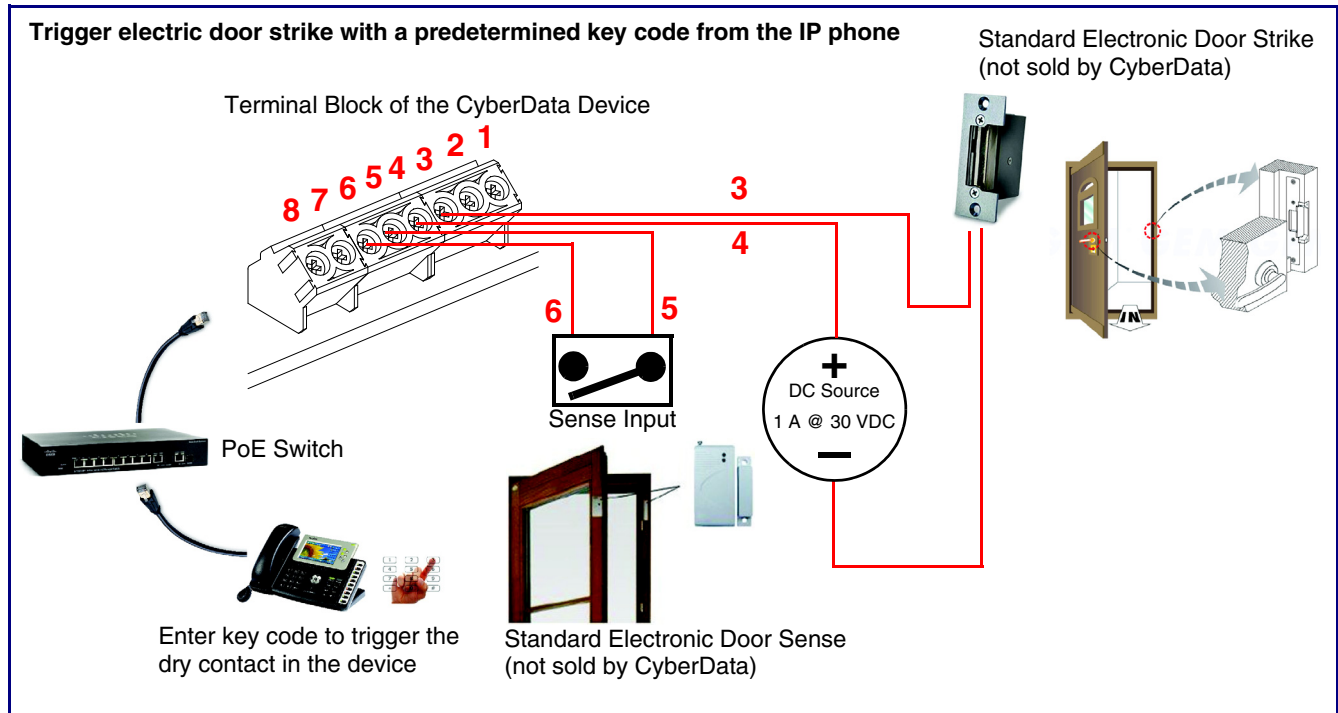 Trigger electric door strike with a predetermined key code from the IP phone
Standard Electronic Door Strike
(not sold by CyberData)
Terminal Block of the CyberData Device
8 7 6 5 4 3 2 1
3
4
6 5
Sense Input
+
DC Source
1 A @ 30 VDC
PoE Switch
IN
Enter key code to trigger the
dry contact in the device
Standard Electronic Door Sense
(not sold by CyberData)